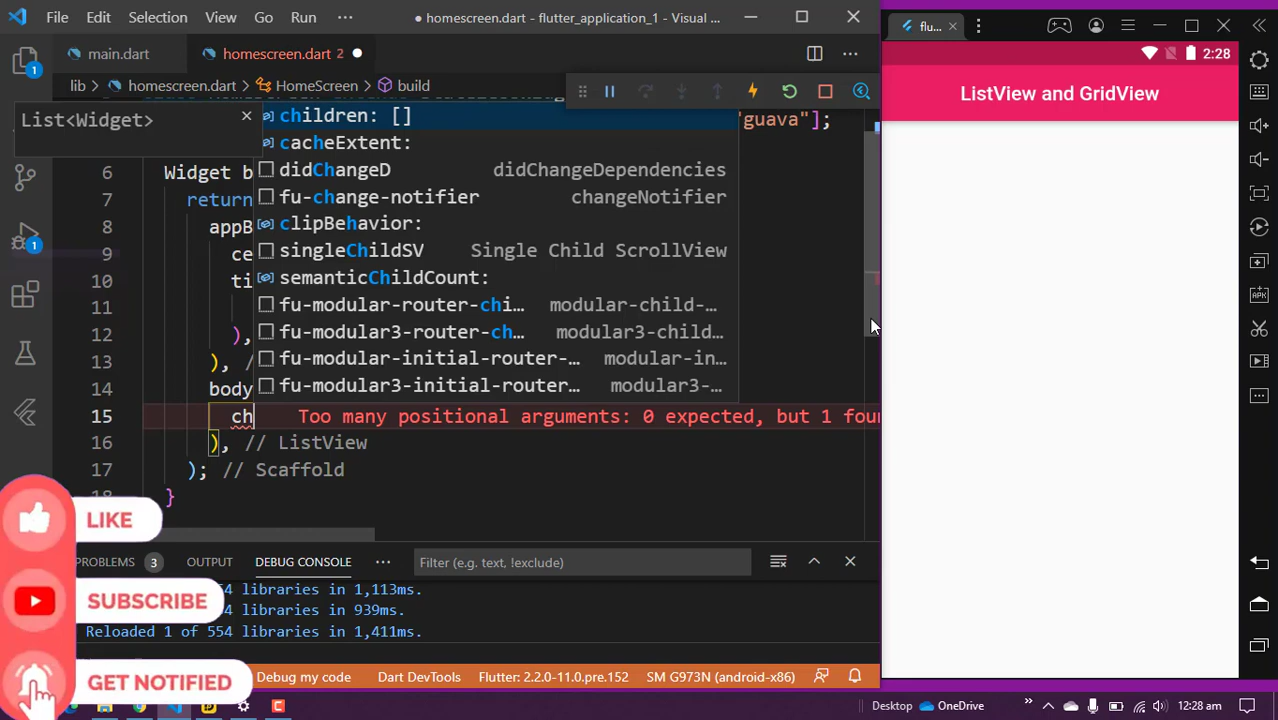 File Edit Selection View Go Run ··· ● homescreen.dart - flutter_application_1 - Visual ...
flu...
main.dart
homescreen.dart 2 ●
lib > homescreen.dart > HomeScreen > build
2:28
ListView and GridView
List<Widget>
"guava"];
children: []
cacheExtent:
didChangeD didChangeDependencies
fu-change-notifier changeNotifier
clipBehavior:
singleChildSV Single Child ScrollView
semanticChildCount:
fu-modular-router-chi... modular-child-...
fu-modular3-router-ch... modular3-child...
fu-modular-initial-router-... modular-in...
fu-modular3-initial-router... modular3-...
6 Widget b
7 return
8 appB
9 ce
10 ti
11
12 ),
13 ), /
14 body
15 ch Too many positional arguments: 0 expected, but 1 foun
16 ), // ListView
17 ); // Scaffold
18 }
1
1
APK
LIKE
SUBSCRIBE
GET NOTIFIED
PROBLEMS 3 OUTPUT DEBUG CONSOLE ··· Filter (e.g. text, !exclude)
4 libraries in 1,113ms.
4 libraries in 939ms.
Reloaded 1 of 554 libraries in 1,411ms.
Debug my code Dart DevTools Flutter: 2.2.0-11.0.pre.152 SM G973N (android-x86)
Desktop OneDrive 12:28 am